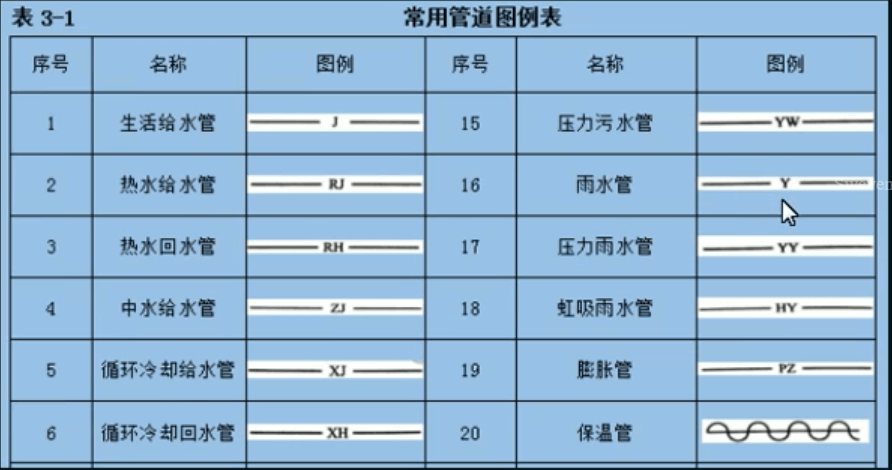 表 3-1 常用管道图例表
序号 名称 图例 序号 名称 图例
1 生活给水管 J 15 压力污水管 YW
2 热水给水管 RJ 16 雨水管 Y
3 热水回水管 RH 17 压力雨水管 YY
4 中水给水管 ZJ 18 虹吸雨水管 HY
5 循环冷却给水管 XJ 19 膨胀管 PZ
6 循环冷却回水管 XH 20 保温管